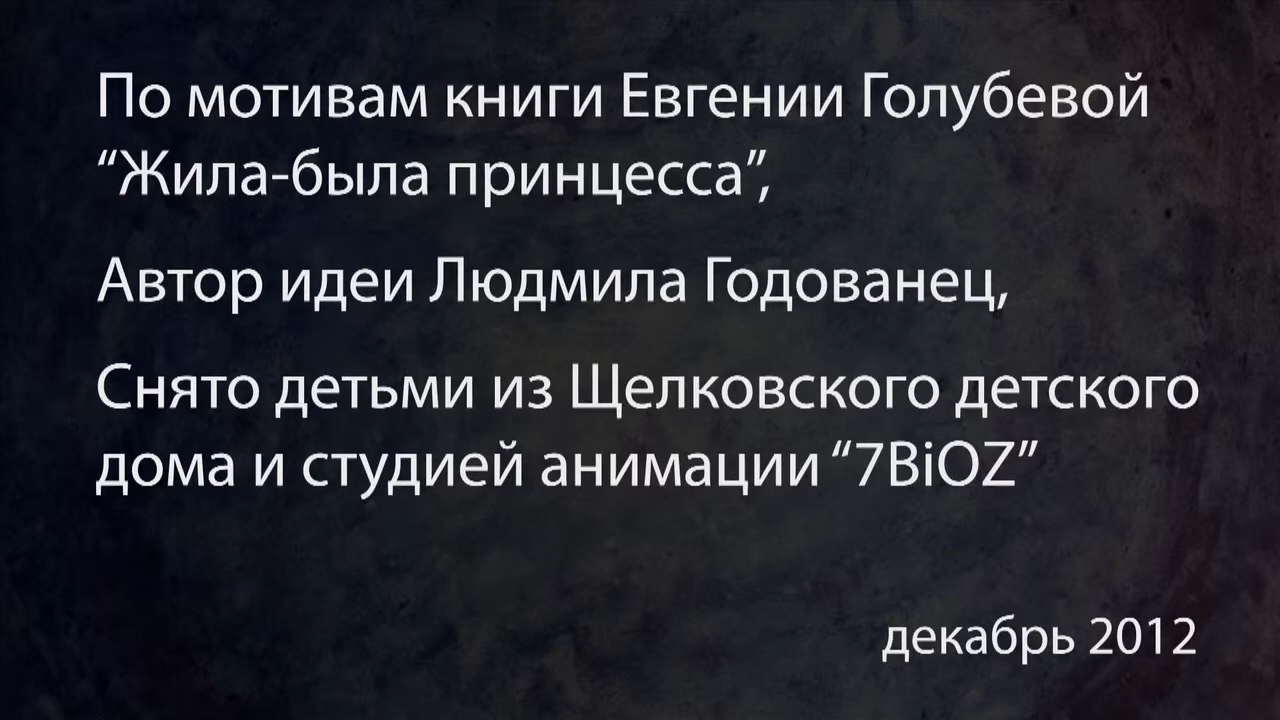 По мотивам книги Евгении Голубевой
“Жила-была принцесса”,
Автор идеи Людмила Годованец,
Снято детьми из Щелковского детского
дома и студией анимации “7BiOZ”
декабрь 2012